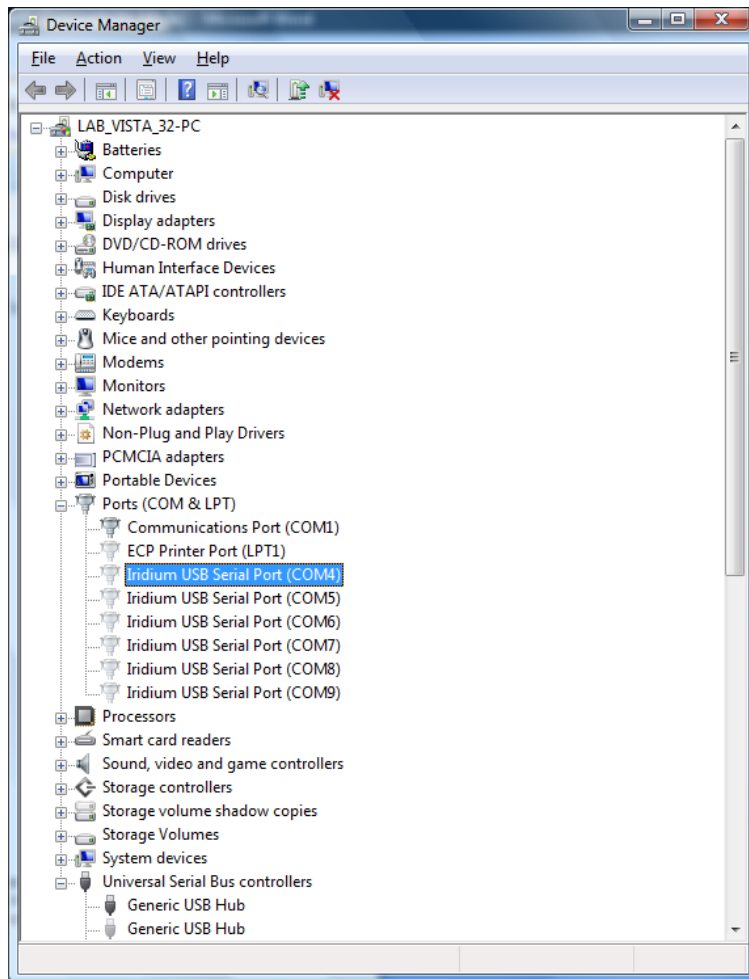 Device Manager
File Action View Help
LAB_VISTA_32-PC
Batteries
Computer
Disk drives
Display adapters
DVD/CD-ROM drives
Human Interface Devices
IDE ATA/ATAPI controllers
Keyboards
Mice and other pointing devices
Modems
Monitors
Network adapters
Non-Plug and Play Drivers
PCMCIA adapters
Portable Devices
Ports (COM & LPT)
Communications Port (COM1)
ECP Printer Port (LPT1)
Iridium USB Serial Port (COM4)
Iridium USB Serial Port (COM5)
Iridium USB Serial Port (COM6)
Iridium USB Serial Port (COM7)
Iridium USB Serial Port (COM8)
Iridium USB Serial Port (COM9)
Processors
Smart card readers
Sound, video and game controllers
Storage controllers
Storage volume shadow copies
Storage Volumes
System devices
Universal Serial Bus controllers
Generic USB Hub
Generic USB Hub